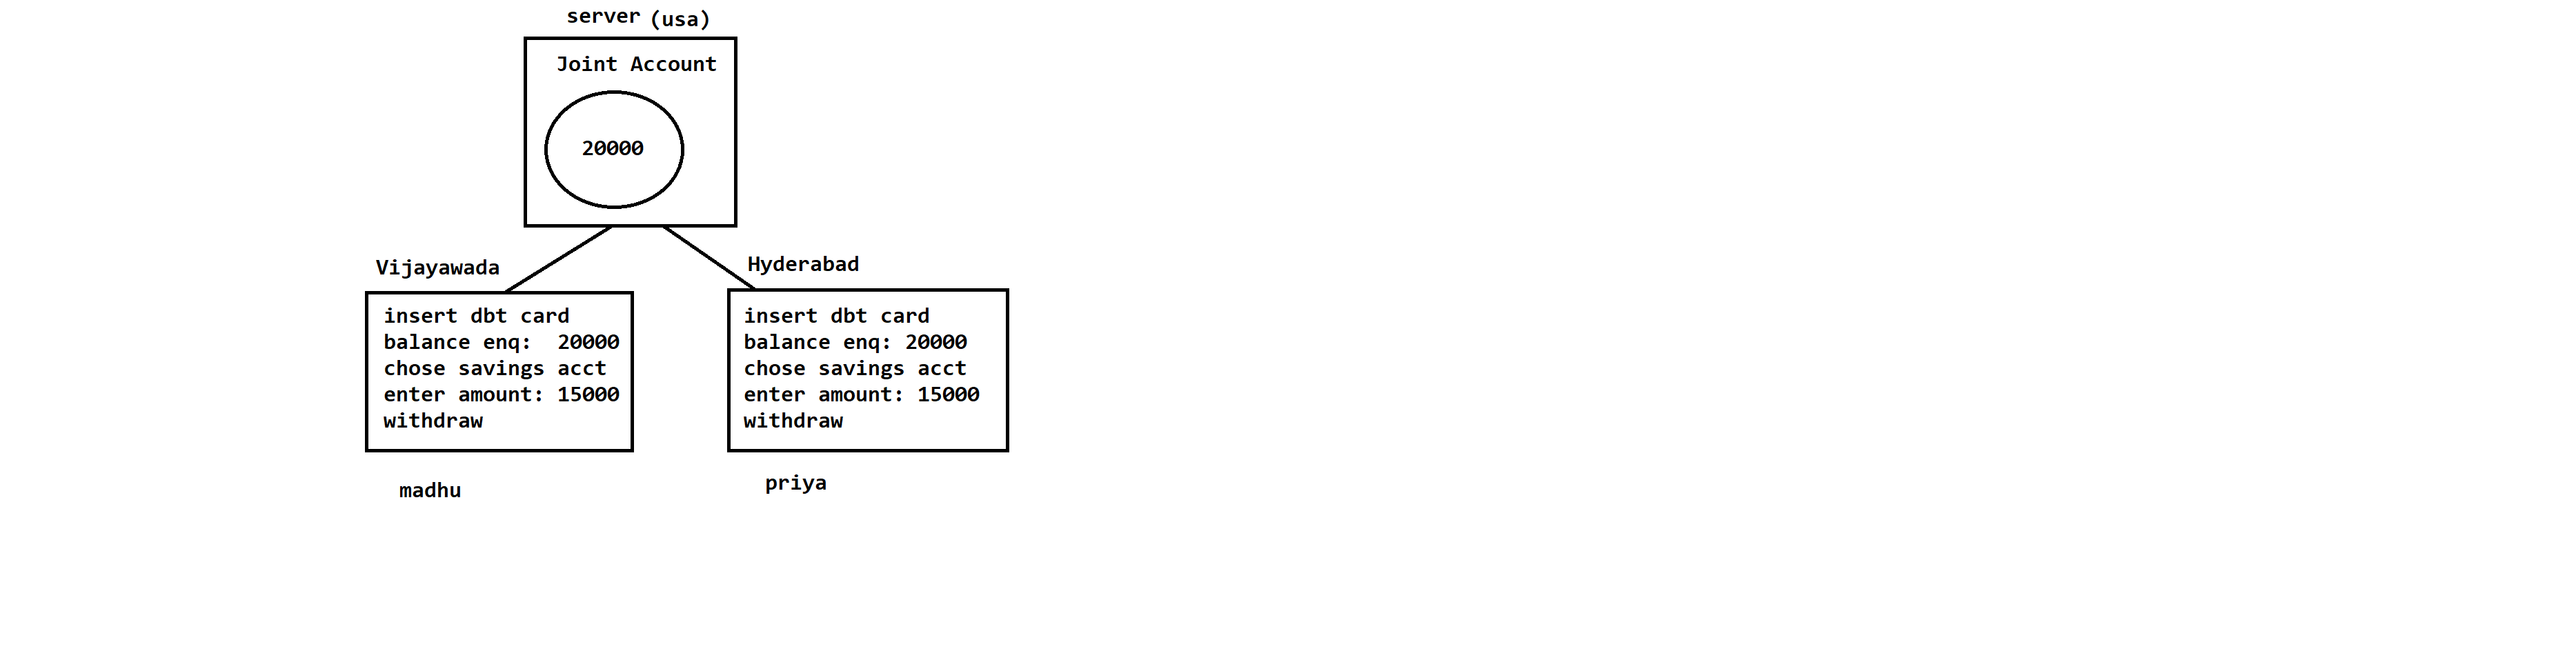 server (usa)
Joint Account
20000
Vijayawada
insert dbt card
balance enq:  20000
chose savings acct
enter amount: 15000
withdraw
madhu
Hyderabad
insert dbt card
balance enq: 20000
chose savings acct
enter amount: 15000
withdraw
priya